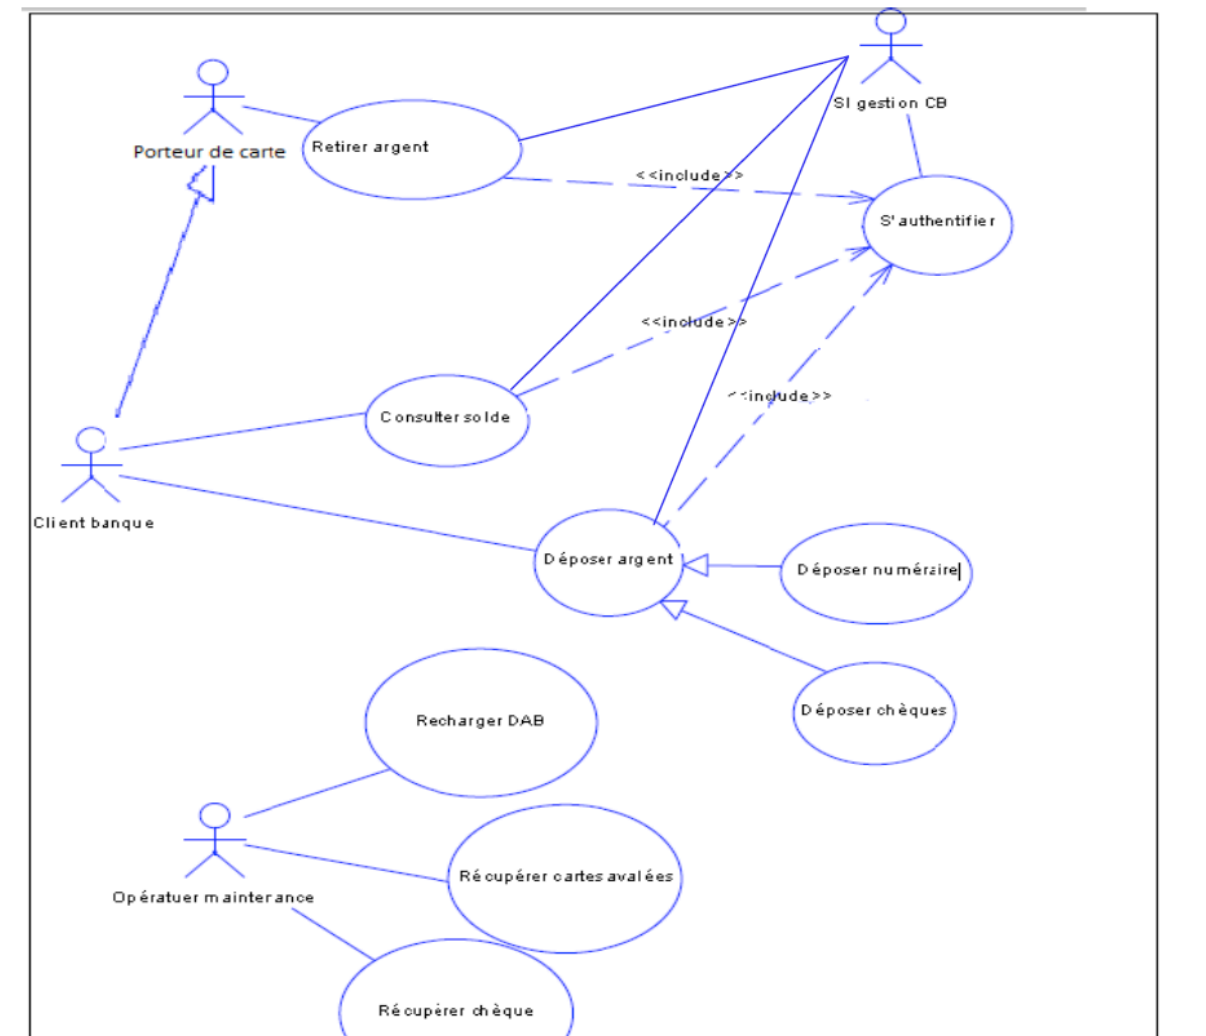 SI gestion CB
Porteur de carte
Retirer argent
<<include>>
S'authentifier
<<include>>
<<include>>
Consulter solde
Client banque
Déposer argent
Déposer numéraire
Déposer chèques
Recharger DAB
Récupérer cartes avalées
Opératuer mainterance
Récupérer chèque